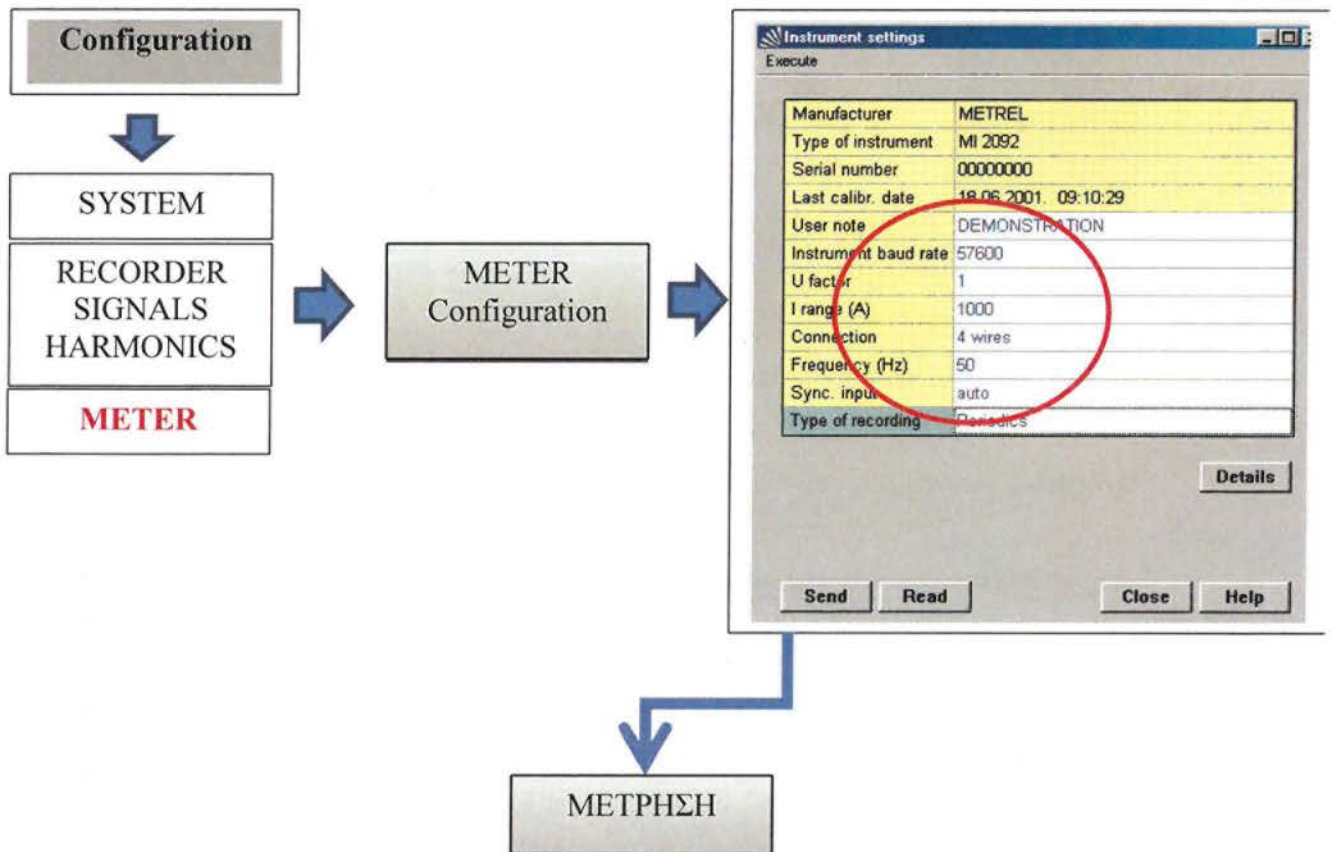 Configuration
SYSTEM
RECORDER
SIGNALS
HARMONICS
METER
METER
Configuration
Instrument settings
Execute
Manufacturer METREL
Type of instrument MI 2092
Serial number 00000000
Last calibr. date 18.06.2001. 09:10:29
User note DEMONSTRATION
Instrument baud rate 57600
U factor 1
I range (A) 1000
Connection 4 wires
Frequency (Hz) 50
Sync. input auto
Type of recording Periodics
Details
Send Read Close Help
ΜΕΤΡΗΣΗ